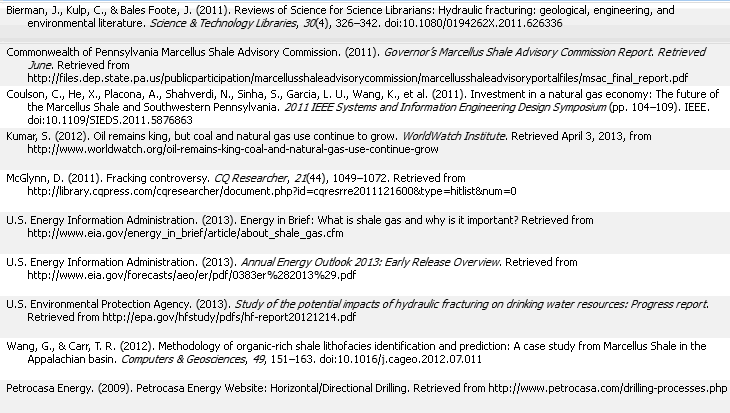 Bierman, J., Kulp, C., & Bales Foote, J. (2011). Reviews of Science for Science Librarians: Hydraulic fracturing: geological, engineering, and
environmental literature. Science & Technology Libraries, 30(4), 326–342. doi:10.1080/0194262X.2011.626336
Commonwealth of Pennsylvania Marcellus Shale Advisory Commission. (2011). Governor's Marcellus Shale Advisory Commission Report. Retrieved
June. Retrieved from
http://files.dep.state.pa.us/publicparticipation/marcellusshaleadvisorycommission/marcellusshaleadvisoryportalfiles/msac_final_report.pdf
Coulson, C., He, X., Placona, A., Shahverdi, N., Sinha, S., Garcia, L. U., Wang, K., et al. (2011). Investment in a natural gas economy: The future of
the Marcellus Shale and Southwestern Pennsylvania. 2011 IEEE Systems and Information Engineering Design Symposium (pp. 104–109). IEEE.
doi:10.1109/SIEDS.2011.5876863
Kumar, S. (2012). Oil remains king, but coal and natural gas use continue to grow. WorldWatch Institute. Retrieved April 3, 2013, from
http://www.worldwatch.org/oil-remains-king-coal-and-natural-gas-use-continue-grow
McGlynn, D. (2011). Fracking controversy. CQ Researcher, 21(44), 1049–1072. Retrieved from
http://library.cqpress.com/cqresearcher/document.php?id=cqresrre2011121600&type=hitlist&num=0
U.S. Energy Information Administration. (2013). Energy in Brief: What is shale gas and why is it important? Retrieved from
http://www.eia.gov/energy_in_brief/article/about_shale_gas.cfm
U.S. Energy Information Administration. (2013). Annual Energy Outlook 2013: Early Release Overview. Retrieved from
http://www.eia.gov/forecasts/aeo/er/pdf/0383er%282013%29.pdf
U.S. Environmental Protection Agency. (2013). Study of the potential impacts of hydraulic fracturing on drinking water resources: Progress report.
Retrieved from http://epa.gov/hfstudy/pdfs/hf-report20121214.pdf
Wang, G., & Carr, T. R. (2012). Methodology of organic-rich shale lithofacies identification and prediction: A case study from Marcellus Shale in the
Appalachian basin. Computers & Geosciences, 49, 151–163. doi:10.1016/j.cageo.2012.07.011
Petrocasa Energy. (2009). Petrocasa Energy Website: Horizontal/Directional Drilling. Retrieved from http://www.petrocasa.com/drilling-processes.php